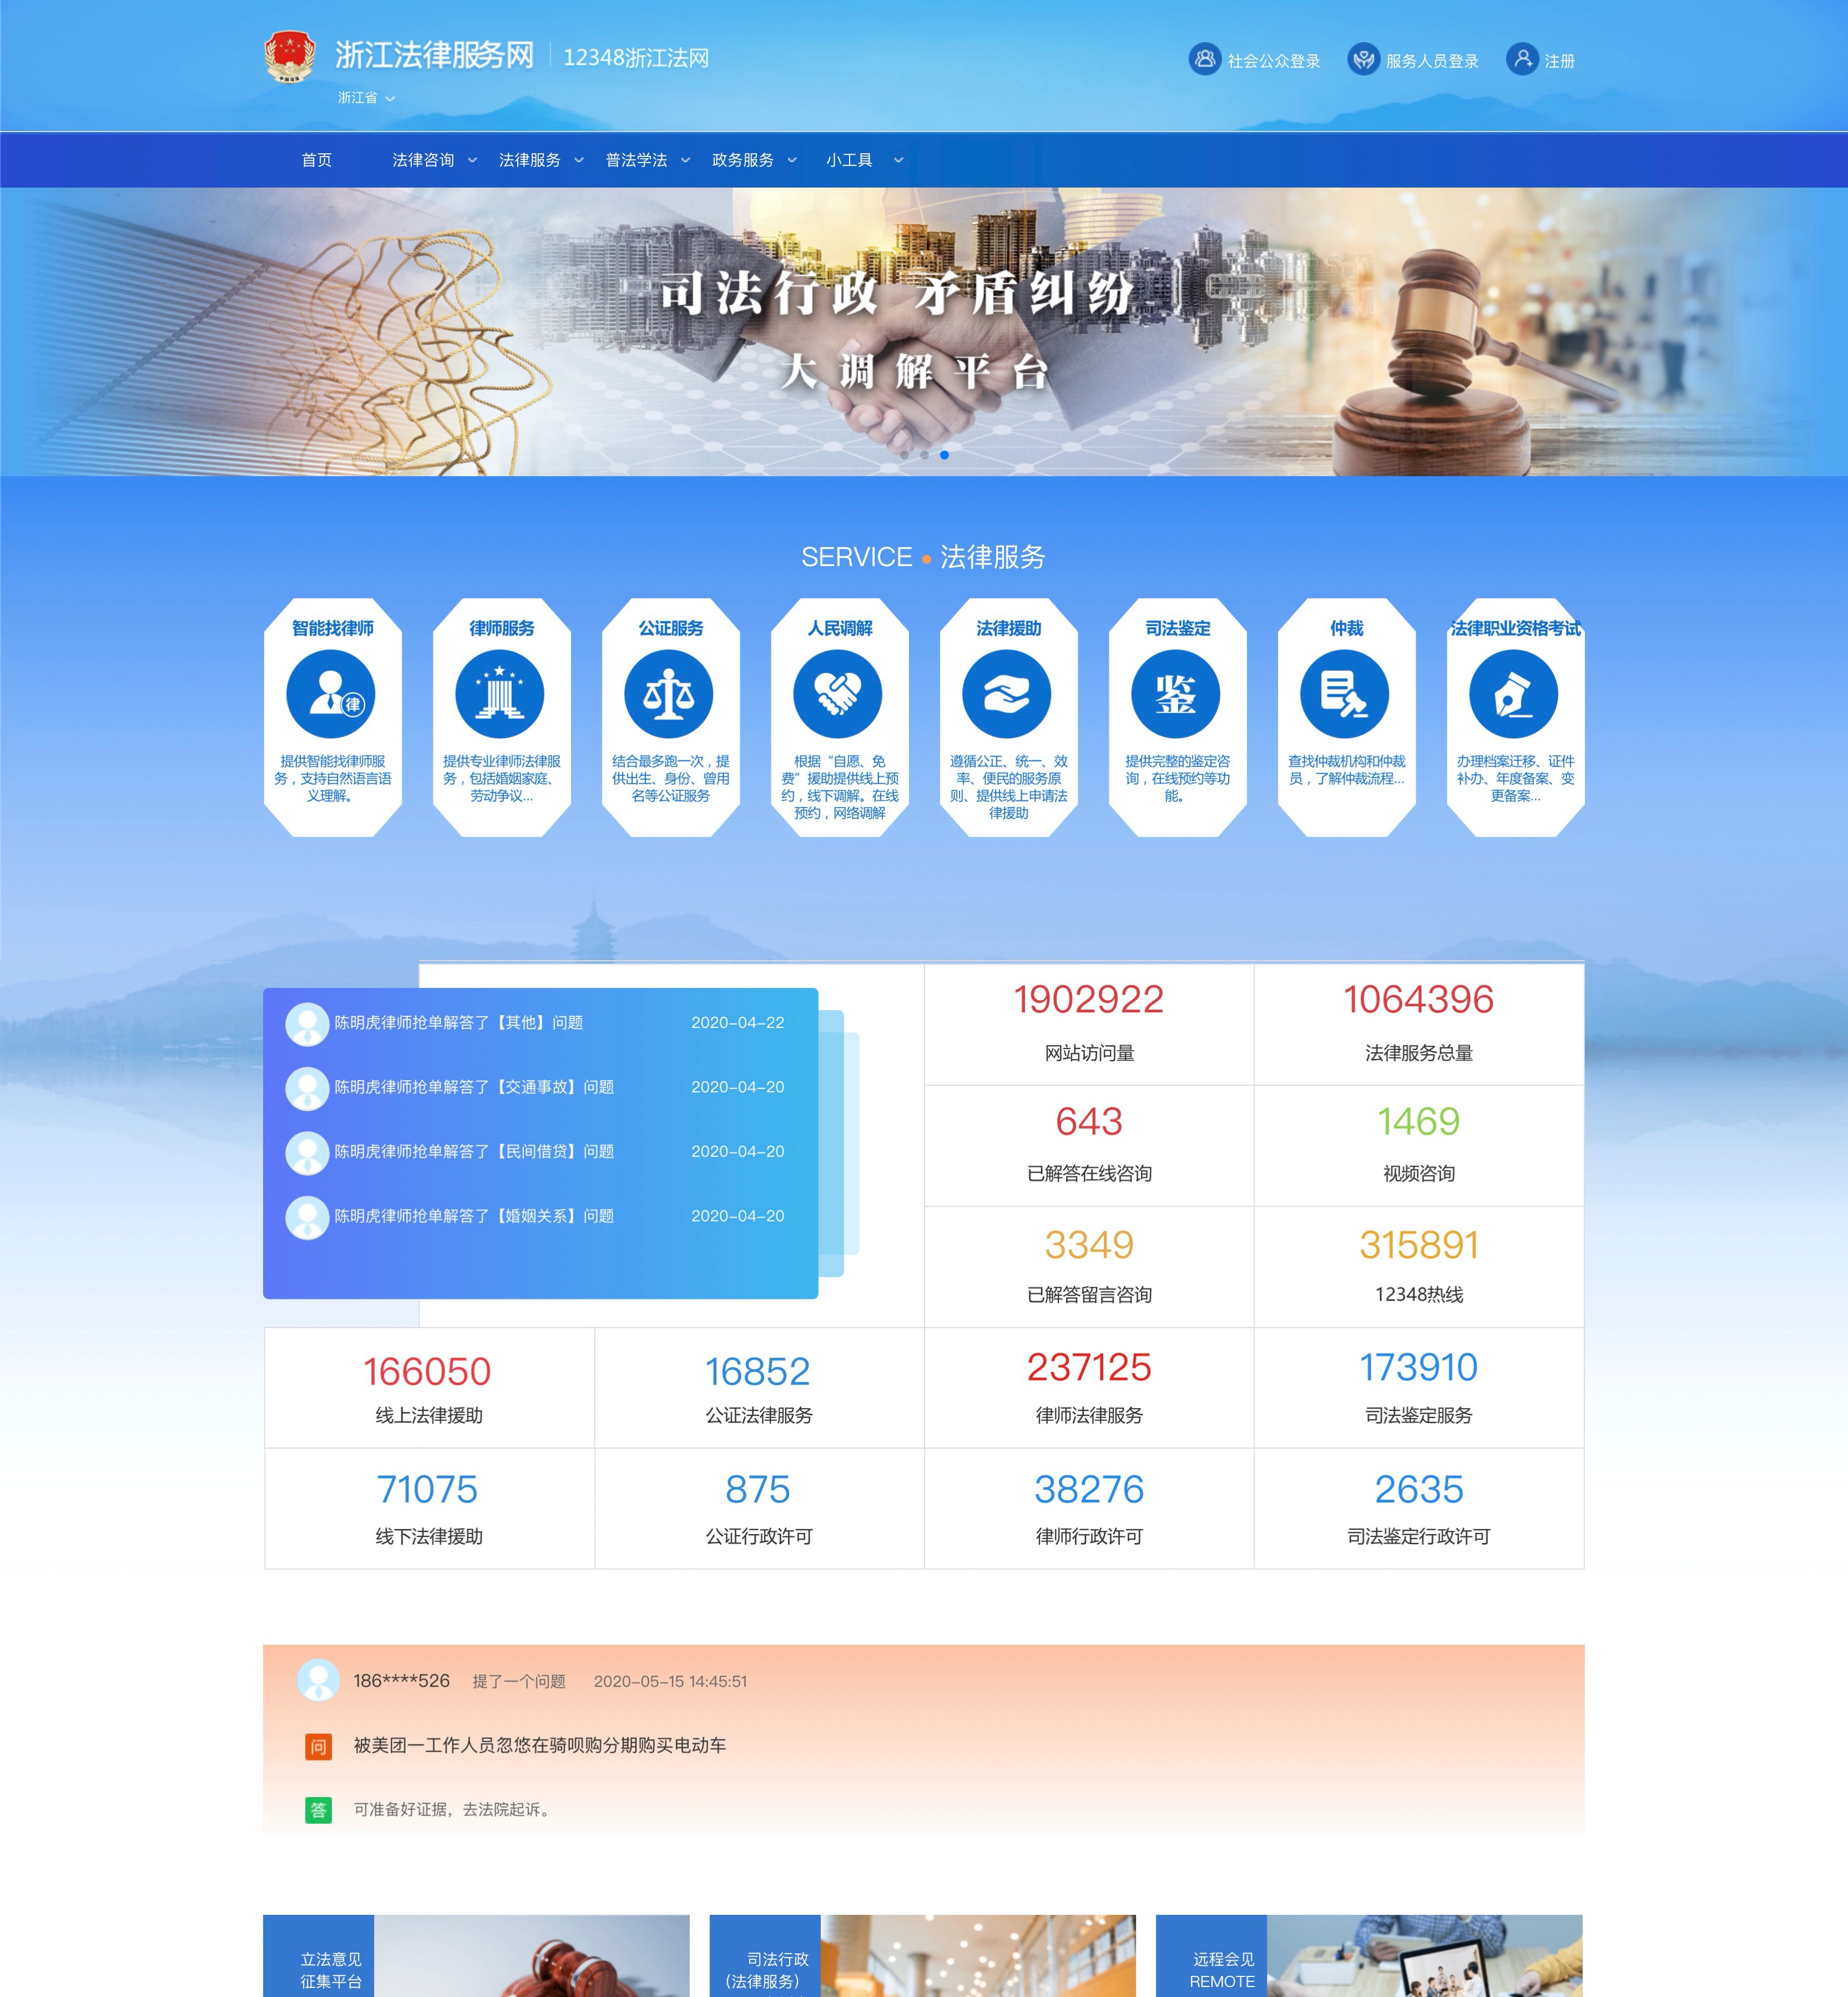 浙江法律服务网 12348浙江法网
社会公众登录 服务人员登录 注册
浙江省
首页 法律咨询 法律服务 普法学法 政务服务 小工具
司法行政 矛盾纠纷
大调解平台
SERVICE • 法律服务
智能找律师
律
提供智能找律师服
务，支持自然语言语
义理解。
律师服务
提供专业律师法律服
务，包括婚姻家庭、
劳动争议...
公证服务
结合最多跑一次，提
供出生、身份、曾用
名等公证服务
人民调解
根据“自愿、免
费”援助提供线上预
约，线下调解。在线
预约，网络调解
法律援助
遵循公正、统一、效
率、便民的服务原
则、提供线上申请法
律援助
司法鉴定
鉴
提供完整的鉴定咨
询，在线预约等功
能。
仲裁
查找仲裁机构和仲裁
员，了解仲裁流程...
法律职业资格考试
办理档案迁移、证件
补办、年度备案、变
更备案...
陈明虎律师抢单解答了【其他】问题 2020-04-22
陈明虎律师抢单解答了【交通事故】问题 2020-04-20
陈明虎律师抢单解答了【民间借贷】问题 2020-04-20
陈明虎律师抢单解答了【婚姻关系】问题 2020-04-20
1902922 1064396
网站访问量 法律服务总量
643 1469
已解答在线咨询 视频咨询
3349 315891
已解答留言咨询 12348热线
166050 16852 237125 173910
线上法律援助 公证法律服务 律师法律服务 司法鉴定服务
71075 875 38276 2635
线下法律援助 公证行政许可 律师行政许可 司法鉴定行政许可
186****526 提了一个问题 2020-05-15 14:45:51
问 被美团一工作人员忽悠在骑呗购分期购买电动车
答 可准备好证据，去法院起诉。
立法意见
征集平台
司法行政
（法律服务）
远程会见
REMOTE